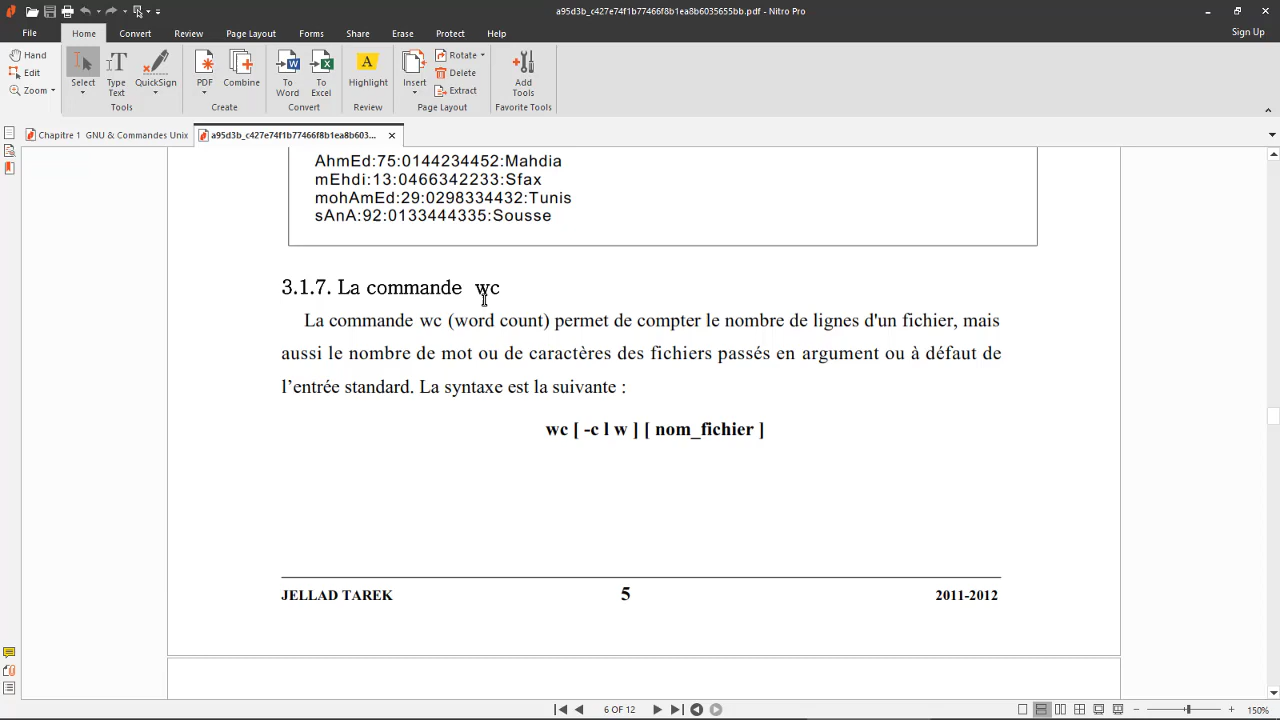 a95d3b_c427e74f1b77466f8b1ea8b6035655bb.pdf - Nitro Pro
File Home Convert Review Page Layout Forms Share Erase Protect Help
Sign Up
Hand
Edit
Zoom
Select
Type Text
QuickSign
Tools
PDF
Combine
Create
To Word
To Excel
Convert
Highlight
Review
Insert
Rotate
Delete
Extract
Page Layout
Add Tools
Favorite Tools
Chapitre 1 GNU & Commandes Unix
a95d3b_c427e74f1b77466f8b1ea8b603...
AhmEd:75:0144234452:Mahdia
mEhdi:13:0466342233:Sfax
mohAmEd:29:0298334432:Tunis
sAnA:92:0133444335:Sousse
3.1.7. La commande wc
La commande wc (word count) permet de compter le nombre de lignes d'un fichier, mais
aussi le nombre de mot ou de caractères des fichiers passés en argument ou à défaut de
l’entrée standard. La syntaxe est la suivante :
wc [ -c l w ] [ nom_fichier ]
JELLAD TAREK 5 2011-2012
6 OF 12
150%